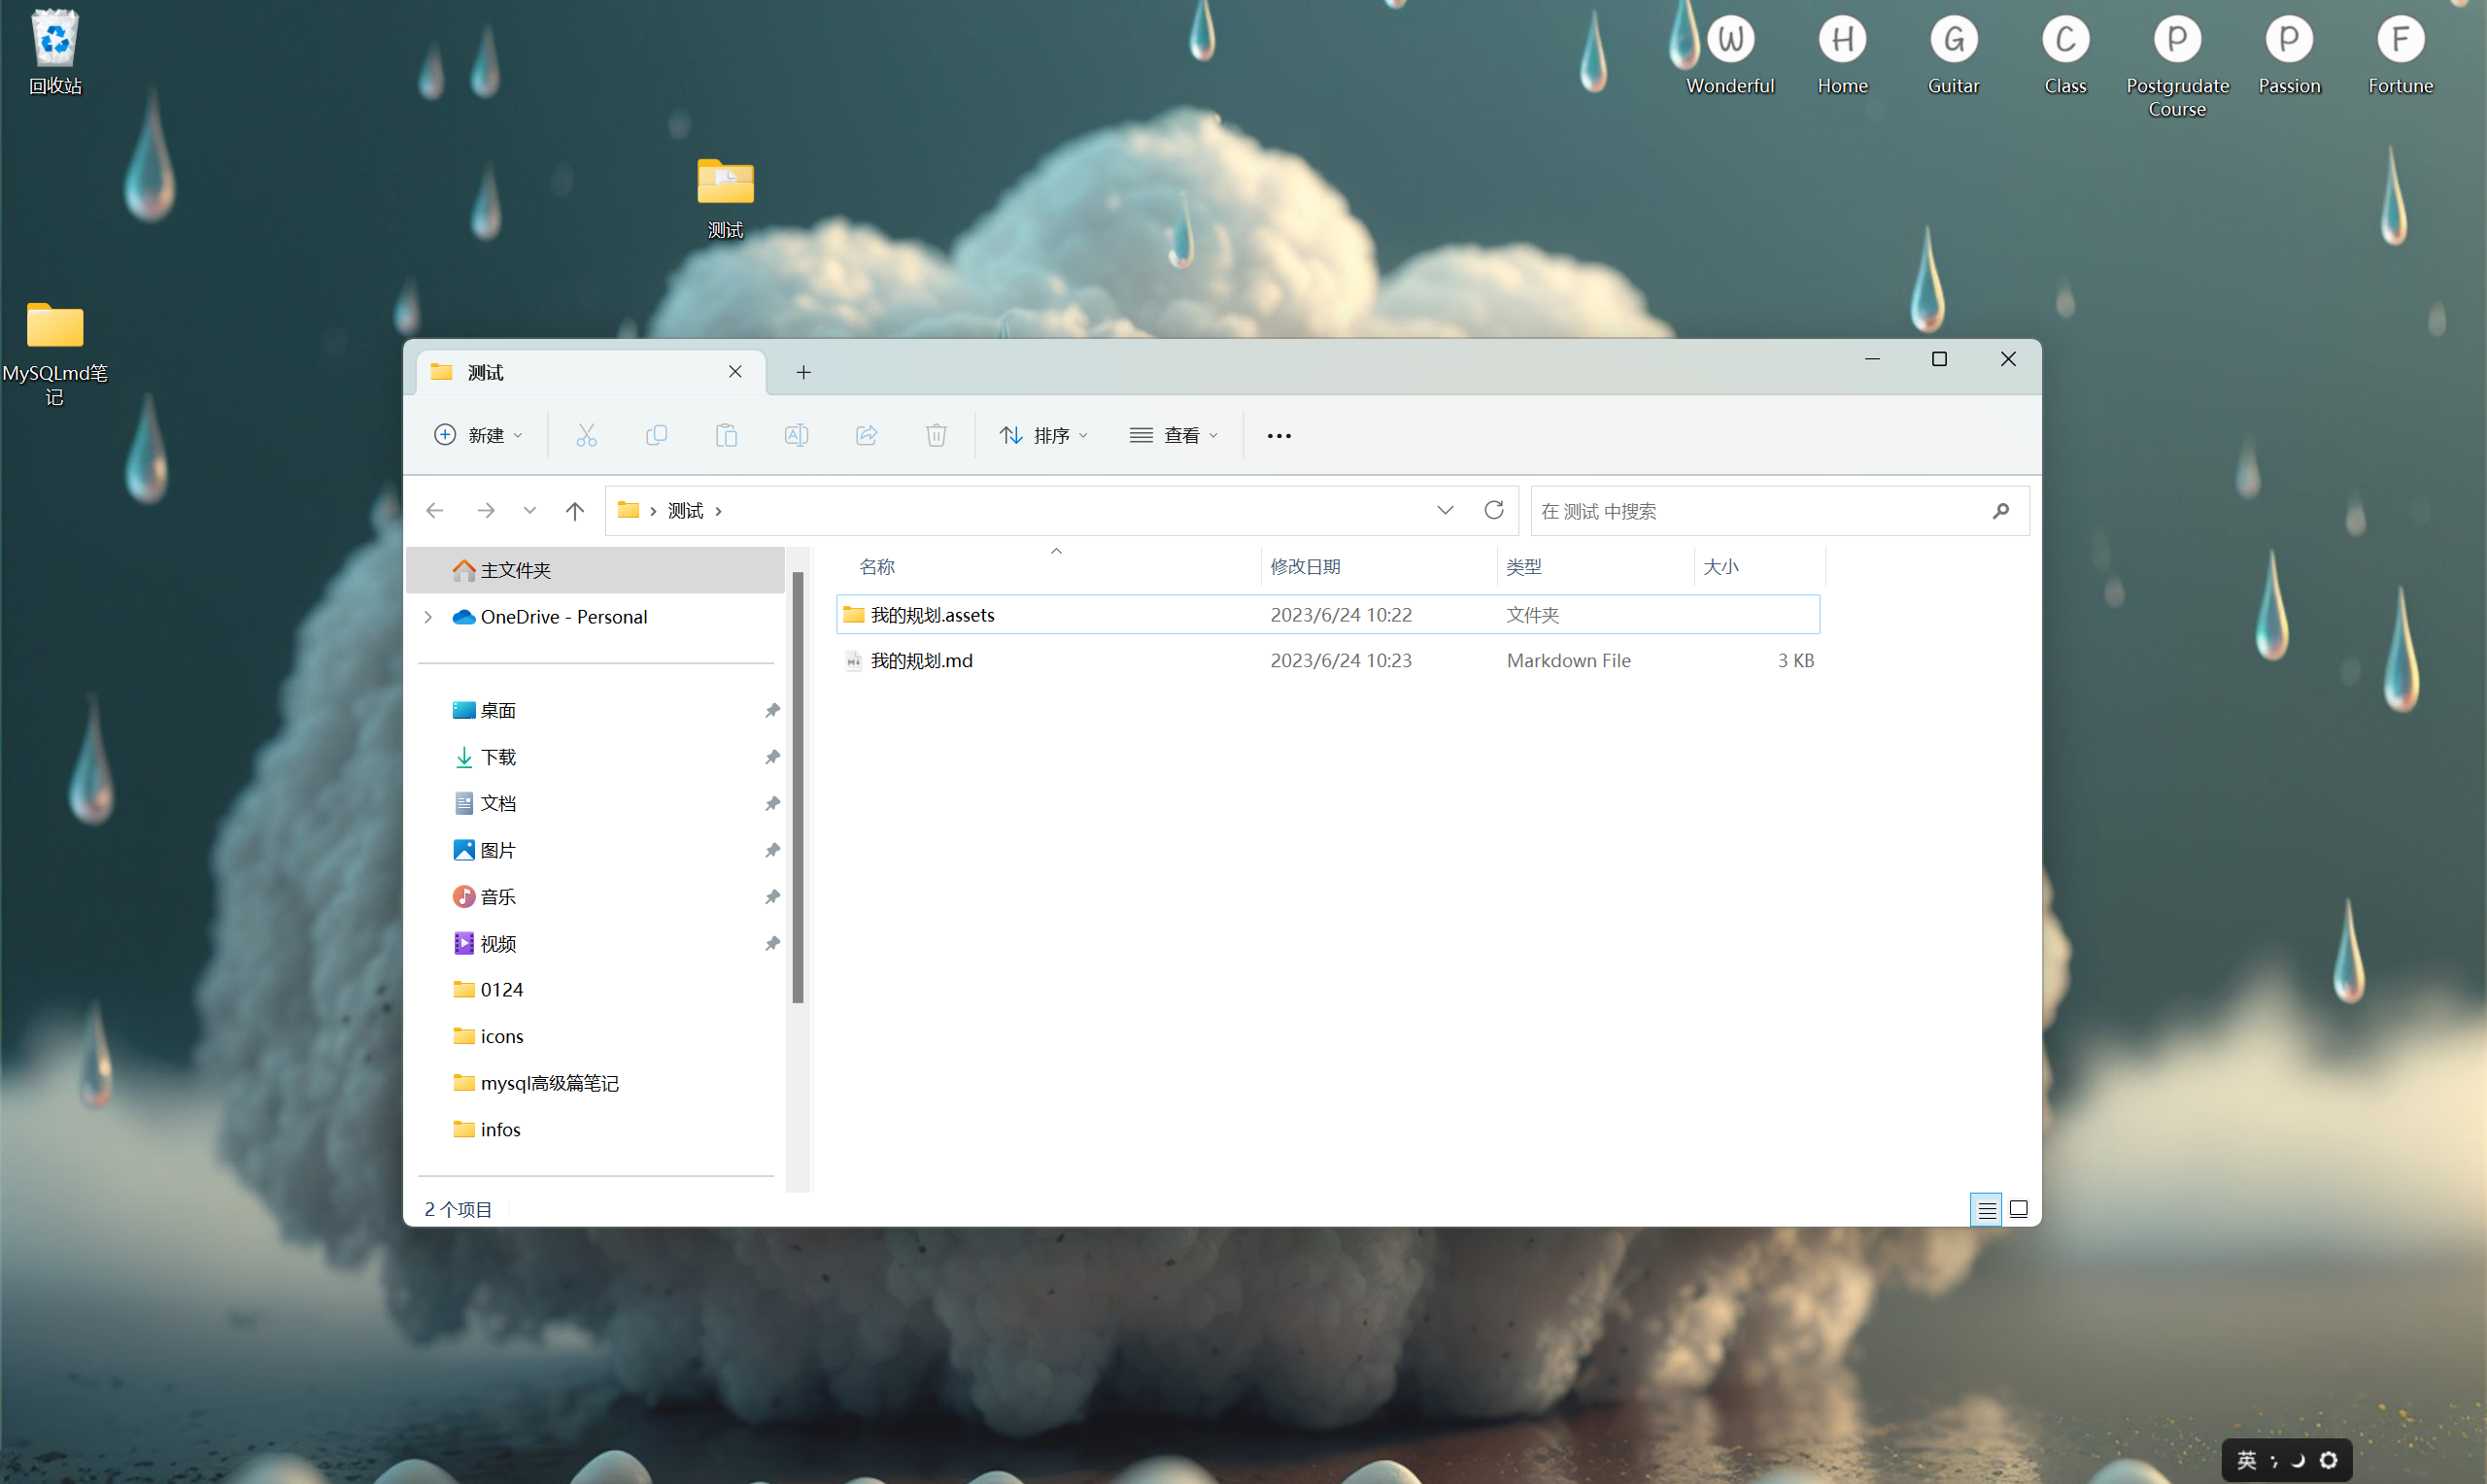 回收站
W
H
G
C
P
P
F
Wonderful
Home
Guitar
Class
Postgrudate
Course
Passion
Fortune
测试
MySQLmd笔
记
测试
新建
排序
查看
测试
在 测试 中搜索
主文件夹
OneDrive - Personal
桌面
下载
文档
图片
音乐
视频
0124
icons
mysql高级篇笔记
infos
名称 修改日期 类型 大小
我的规划.assets 2023/6/24 10:22 文件夹
我的规划.md 2023/6/24 10:23 Markdown File 3 KB
2 个项目
英